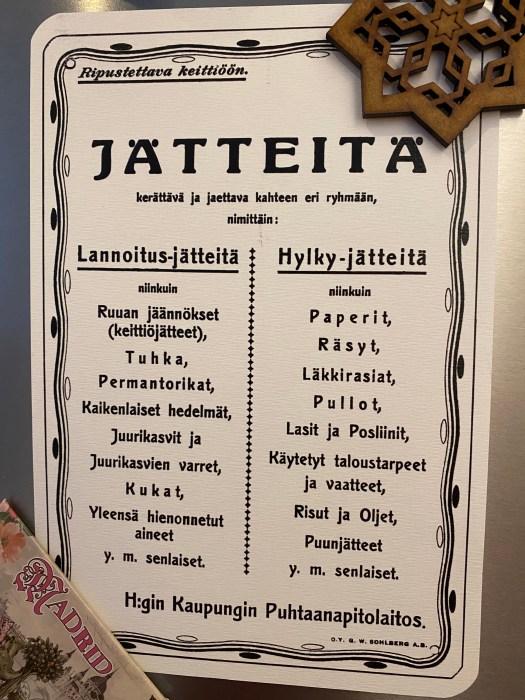 Ripustettava keittiöön.
JÄTTEITÄ
kerättävä ja jaettava kahteen eri ryhmään,
nimittäin:
Lannoitus-jätteitä
niinkuin
Ruuan jäännökset
(keittiöjätteet),
Tuhka,
Permantorikat,
Kaikenlaiset hedelmät,
Juurikasvit ja
Juurikasvien varret,
Kukat,
Yleensä hienonnetut
aineet
y. m. senlaiset.
Hylky-jätteitä
niinkuin
Paperit,
Räsyt,
Läkkirasiat,
Pullot,
Lasit ja Posliinit,
Käytetyt taloustarpeet
ja vaatteet,
Risut ja Oljet,
Puunjätteet
y. m. senlaiset.
H:gin Kaupungin Puhtaanapitolaitos.
O.Y. G. W. SOHLBERG A.B.
MADRID